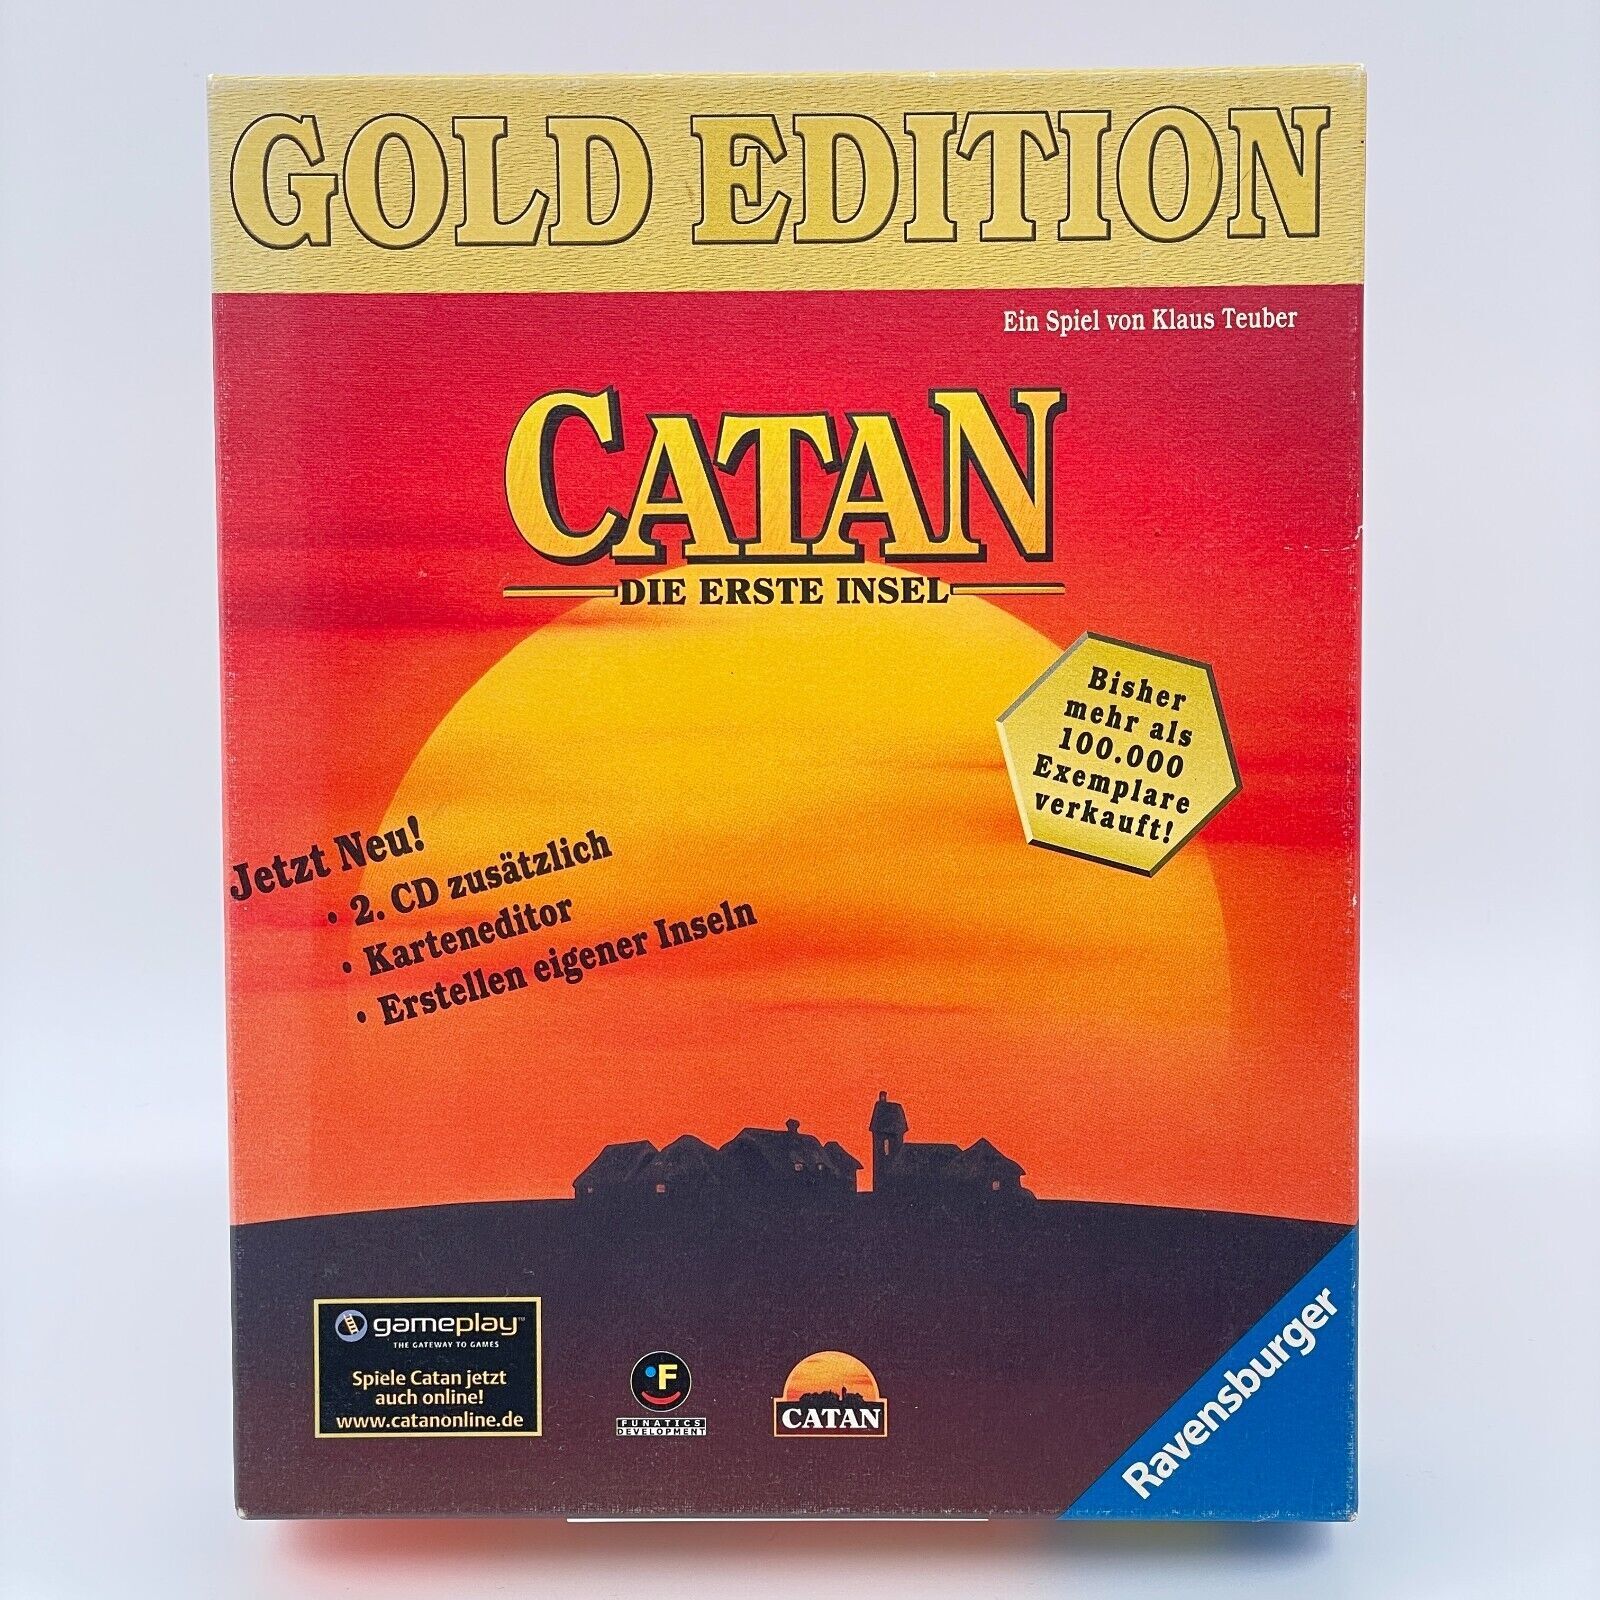 GOLD EDITION
Ein Spiel von Klaus Teuber
CATAN
DIE ERSTE INSEL
Bisher
mehr als
100.000
Exemplare
verkauft!
Jetzt Neu!
• 2. CD zusätzlich
• Karteneditor
• Erstellen eigener Inseln
gameplay™
THE GATEWAY TO GAMES
Spiele Catan jetzt
auch online!
www.catanonline.de
F
FUNATICS
DEVELOPMENT
CATAN
Ravensburger